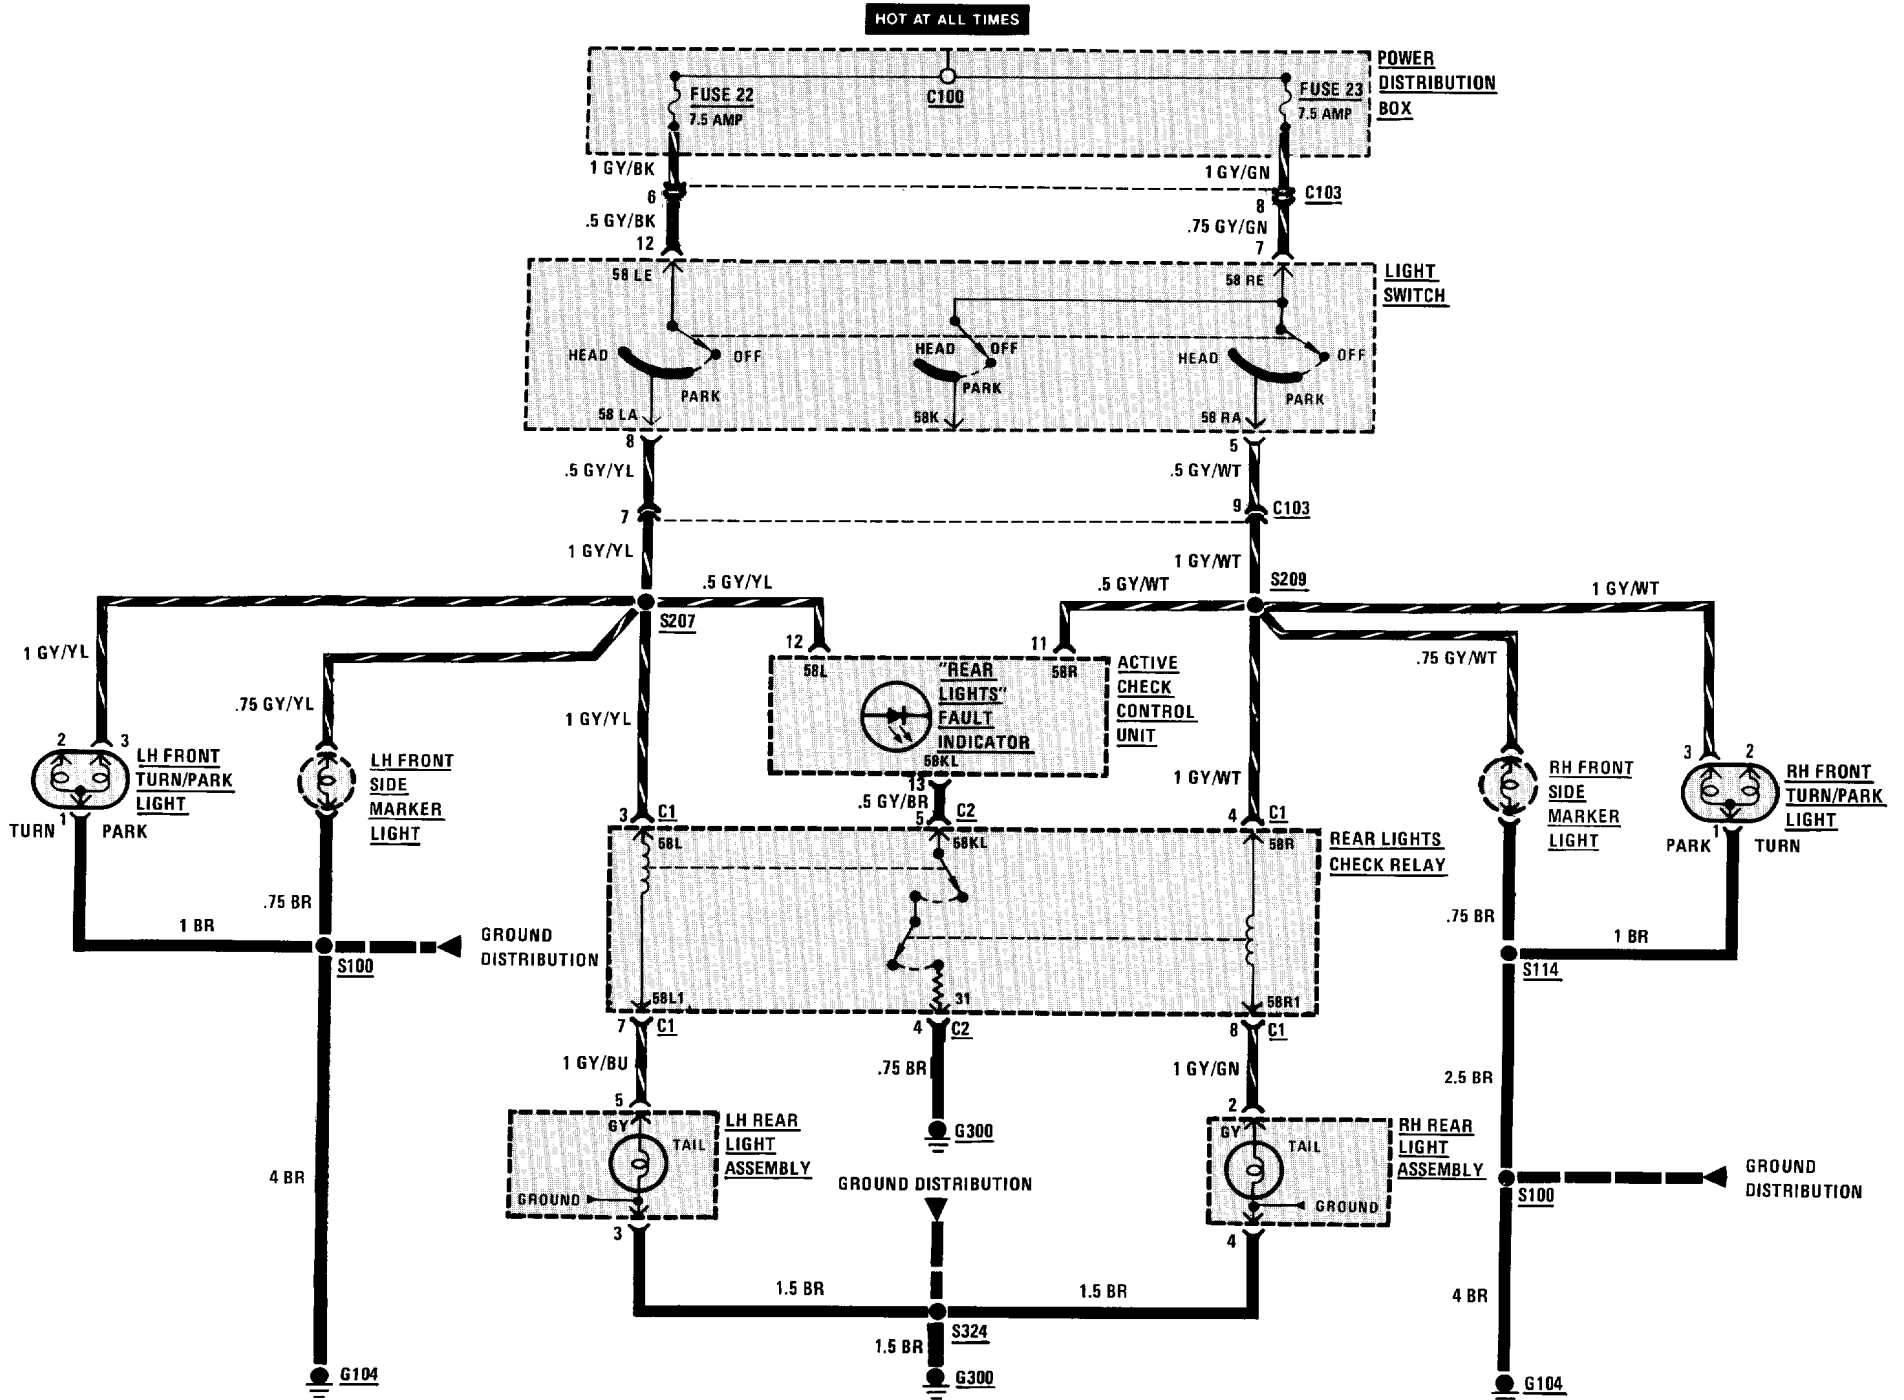 HOT AT ALL TIMES
POWER
DISTRIBUTION
BOX
FUSE 22
7.5 AMP
C100
FUSE 23
7.5 AMP
1 GY/BK
1 GY/GN
6
8
C103
.5 GY/BK
.75 GY/GN
12
7
58 LE
58 RE
LIGHT
SWITCH
HEAD
OFF
PARK
HEAD
OFF
PARK
HEAD
OFF
PARK
58 LA
58K
58 RA
8
5
.5 GY/YL
.5 GY/WT
7
9
C103
1 GY/YL
1 GY/WT
.5 GY/YL
.5 GY/WT
S209
1 GY/WT
S207
1 GY/YL
12
11
.75 GY/WT
58L
"REAR
LIGHTS"
FAULT
INDICATOR
58R
ACTIVE
CHECK
CONTROL
UNIT
.75 GY/YL
1 GY/YL
58KL
1 GY/WT
2
3
LH FRONT
TURN/PARK
LIGHT
LH FRONT
SIDE
MARKER
LIGHT
13
.5 GY/BR
RH FRONT
SIDE
MARKER
LIGHT
3
2
RH FRONT
TURN/PARK
LIGHT
TURN
1
PARK
3
C1
5
C2
4
C1
PARK
1
TURN
58L
58KL
58R
REAR LIGHTS
CHECK RELAY
.75 BR
1 BR
S100
GROUND
DISTRIBUTION
.75 BR
1 BR
S114
58L1
31
58R1
7
C1
4
C2
8
C1
1 GY/BU
.75 BR
1 GY/GN
2.5 BR
5
2
GY
TAIL
GROUND
LH REAR
LIGHT
ASSEMBLY
G300
GY
TAIL
GROUND
RH REAR
LIGHT
ASSEMBLY
4 BR
GROUND DISTRIBUTION
S100
GROUND
DISTRIBUTION
3
4
1.5 BR
1.5 BR
4 BR
S324
1.5 BR
G104
G300
G104